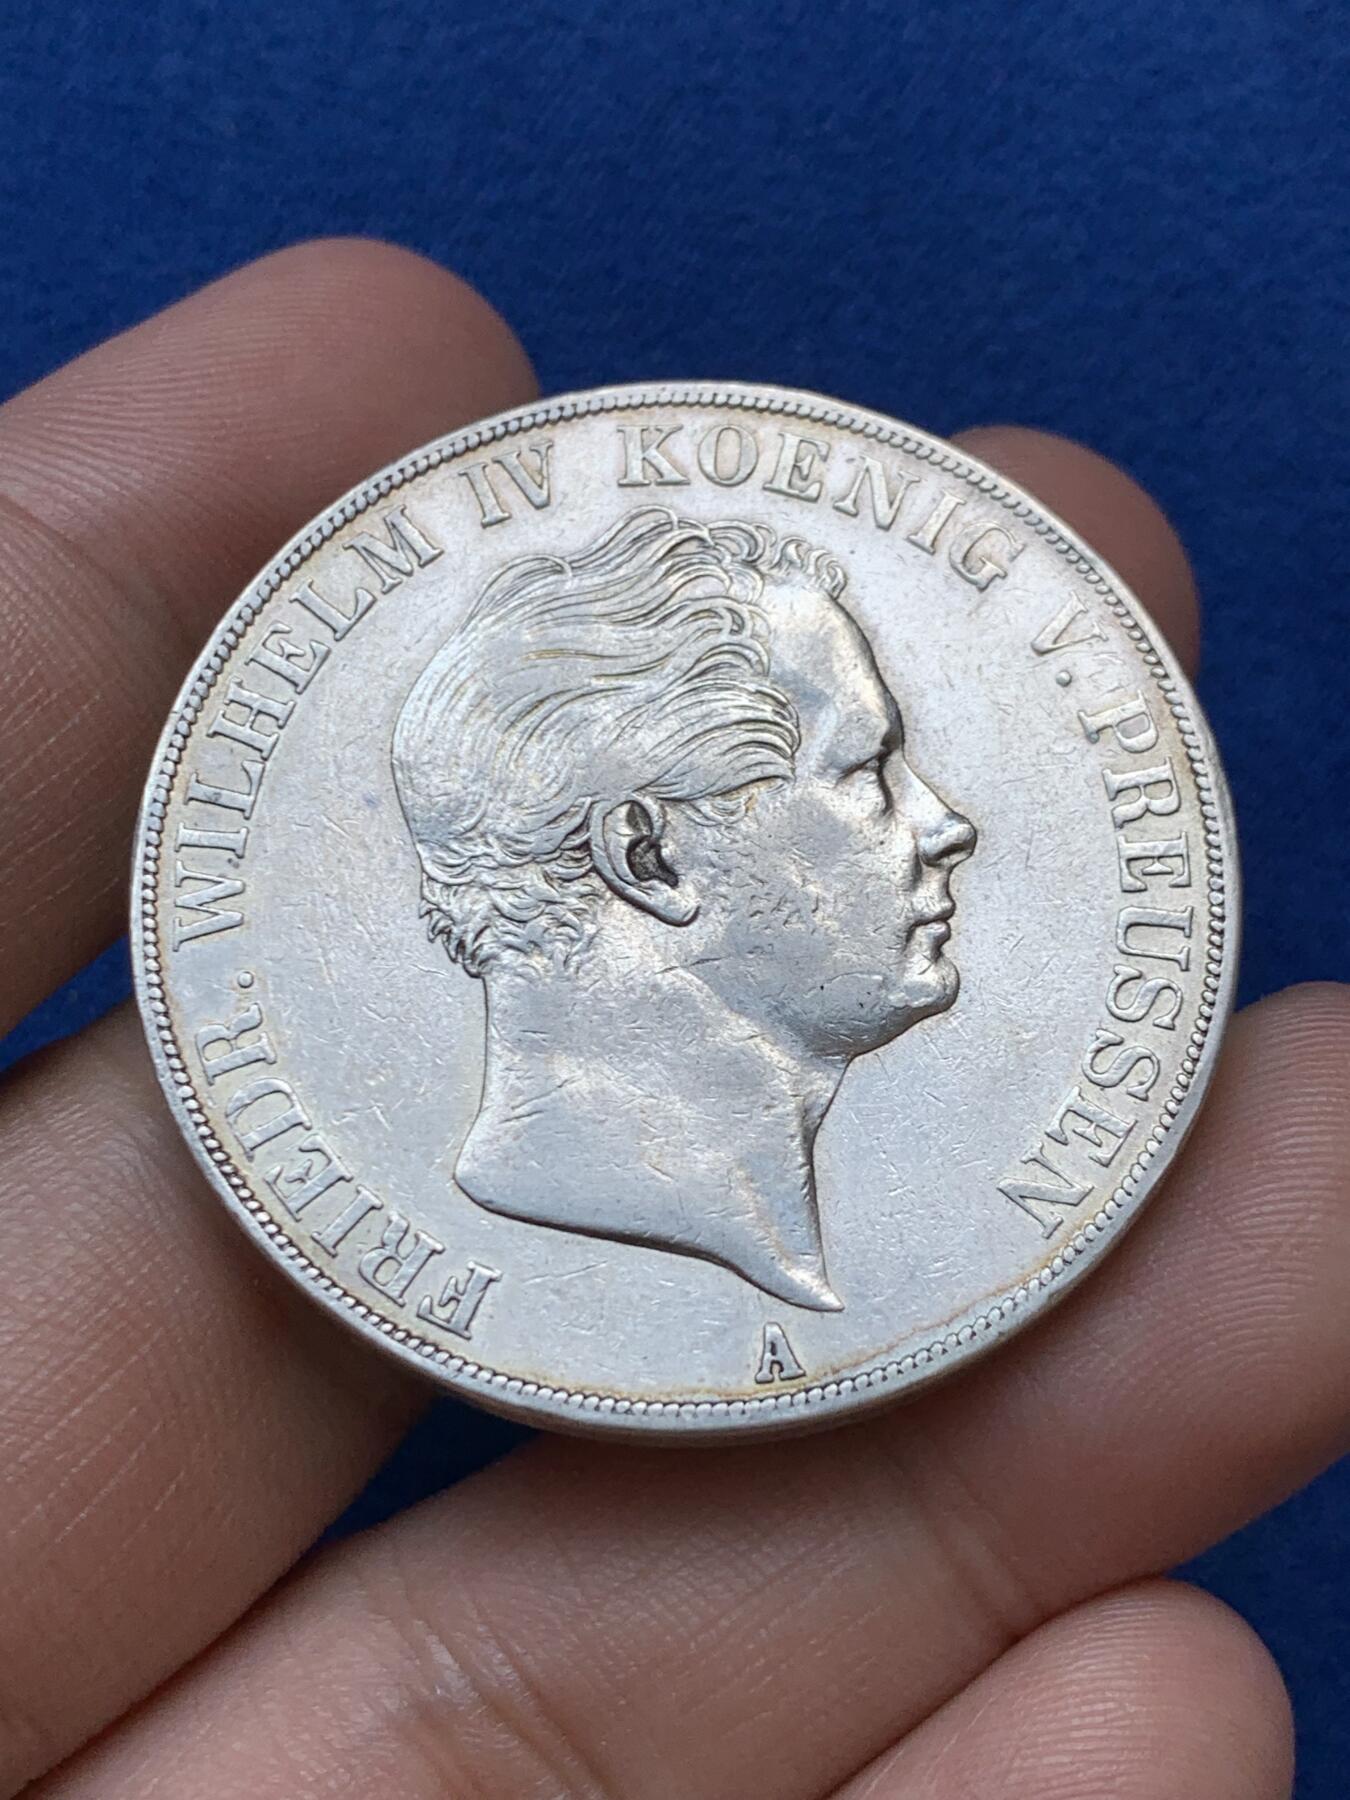 FRIEDR. WILHELM IV KOENIG V. PREUSSEN
A